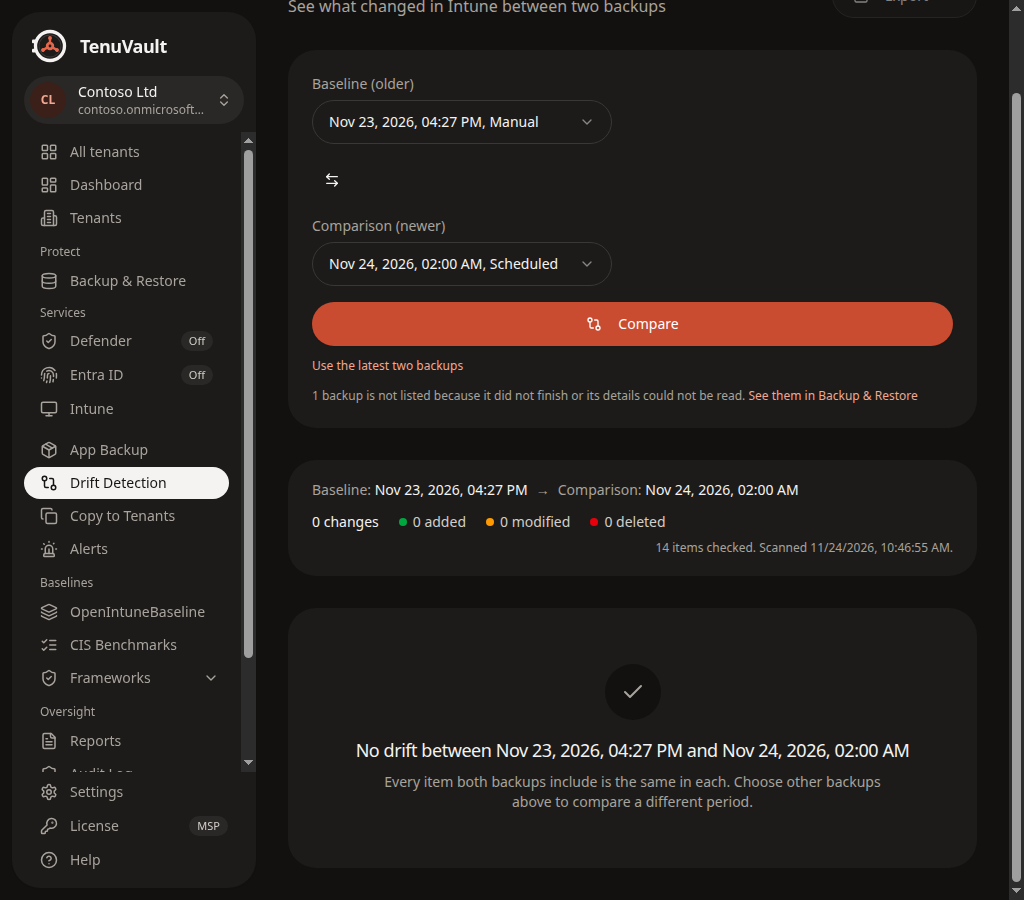 TenuVault
CL
Contoso Ltd
contoso.onmicrosoft...
All tenants
Dashboard
Tenants
Protect
Backup & Restore
Services
Defender Off
Entra ID Off
Intune
App Backup
Drift Detection
Copy to Tenants
Alerts
Baselines
OpenIntuneBaseline
CIS Benchmarks
Frameworks
Oversight
Reports
Audit Log
Settings
License MSP
Help
See what changed in Intune between two backups
Export
Baseline (older)
Nov 23, 2026, 04:27 PM, Manual
Comparison (newer)
Nov 24, 2026, 02:00 AM, Scheduled
Compare
Use the latest two backups
1 backup is not listed because it did not finish or its details could not be read. See them in Backup & Restore
Baseline: Nov 23, 2026, 04:27 PM → Comparison: Nov 24, 2026, 02:00 AM
0 changes 0 added 0 modified 0 deleted
14 items checked. Scanned 11/24/2026, 10:46:55 AM.
No drift between Nov 23, 2026, 04:27 PM and Nov 24, 2026, 02:00 AM
Every item both backups include is the same in each. Choose other backups
above to compare a different period.